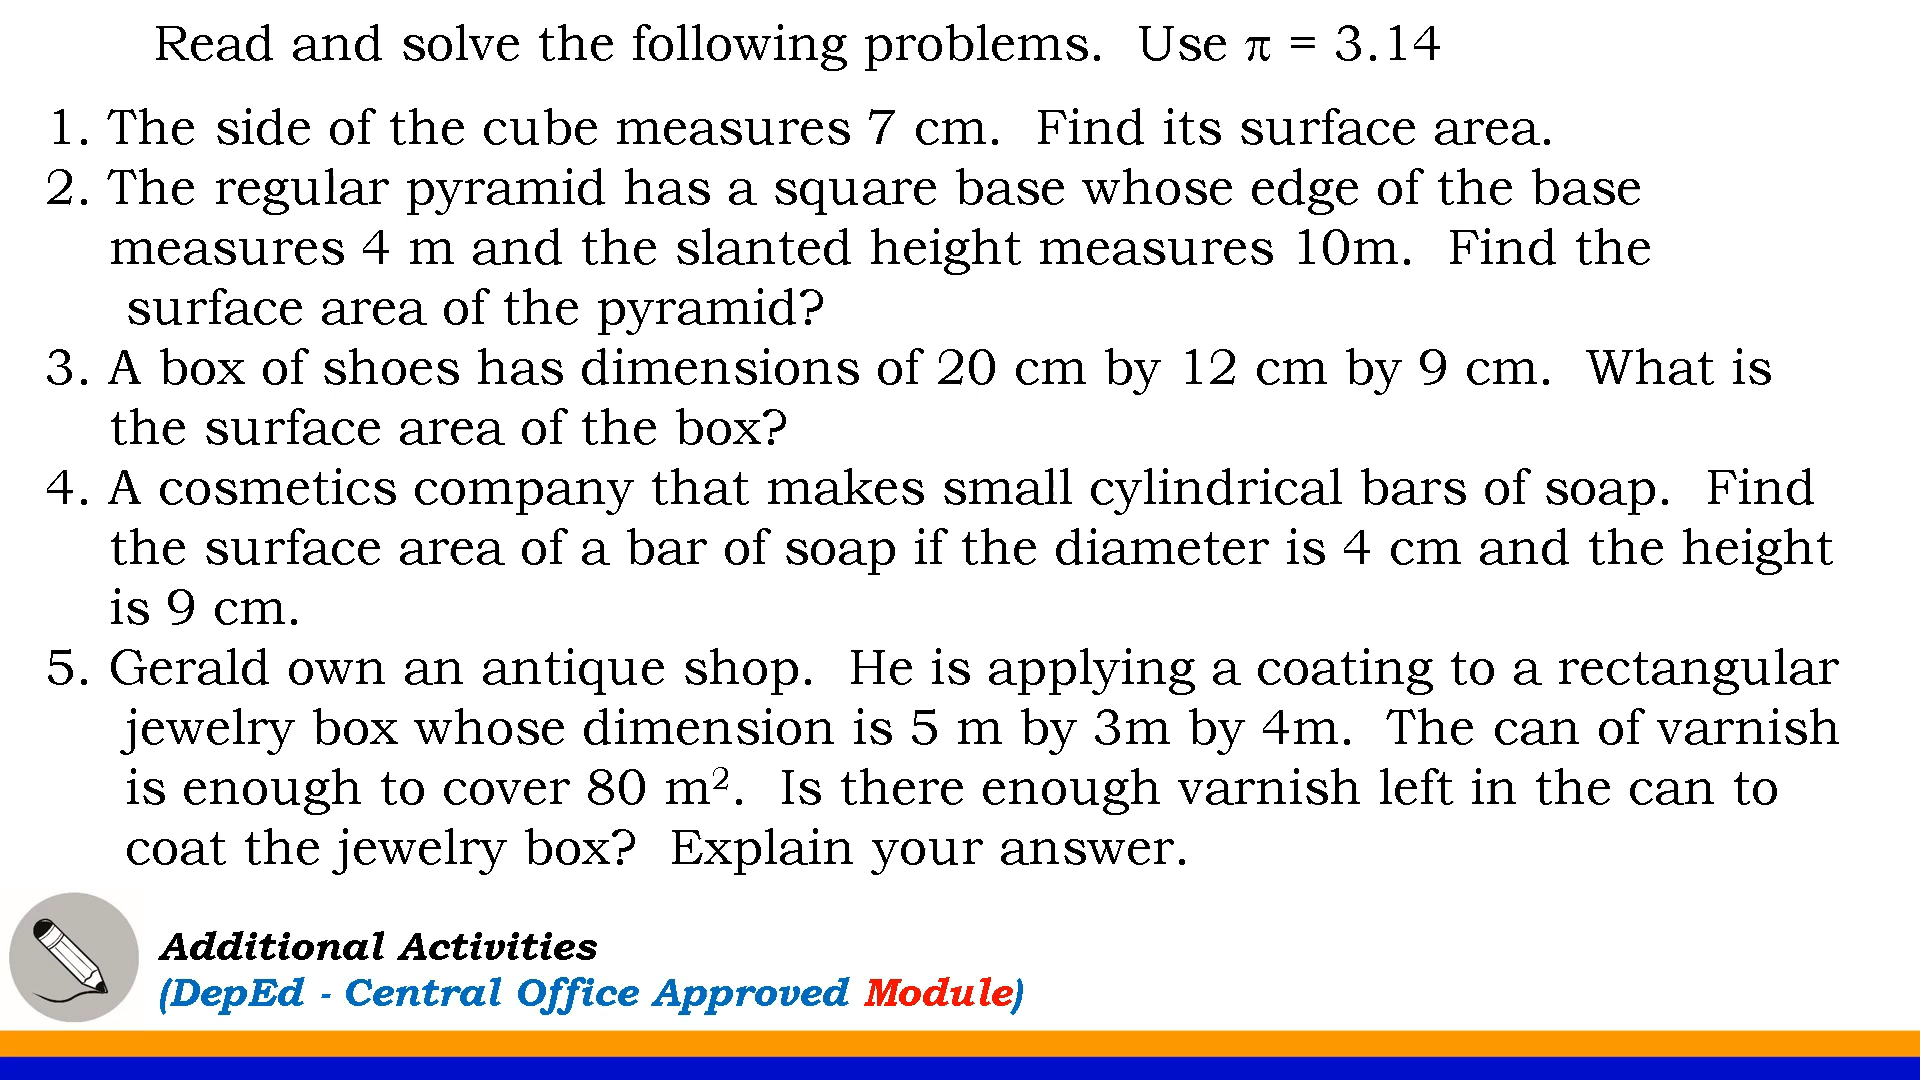 Read and solve the following problems. Use π = 3.14
1. The side of the cube measures 7 cm. Find its surface area.
2. The regular pyramid has a square base whose edge of the base
measures 4 m and the slanted height measures 10m. Find the
surface area of the pyramid?
3. A box of shoes has dimensions of 20 cm by 12 cm by 9 cm. What is
the surface area of the box?
4. A cosmetics company that makes small cylindrical bars of soap. Find
the surface area of a bar of soap if the diameter is 4 cm and the height
is 9 cm.
5. Gerald own an antique shop. He is applying a coating to a rectangular
jewelry box whose dimension is 5 m by 3m by 4m. The can of varnish
is enough to cover 80 m². Is there enough varnish left in the can to
coat the jewelry box? Explain your answer.
Additional Activities
(DepEd - Central Office Approved Module)